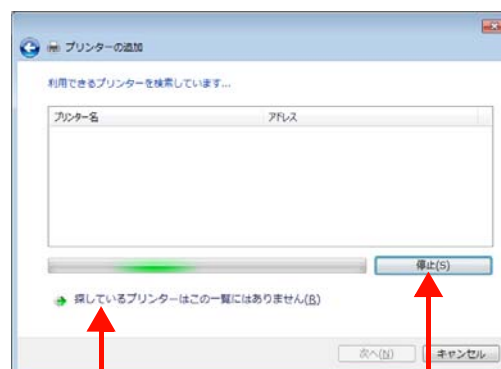 プリンターの追加
利用できるプリンターを検索しています...
プリンター名 アドレス
停止(S)
探しているプリンターはこの一覧にはありません(R)
次へ(N) キャンセル